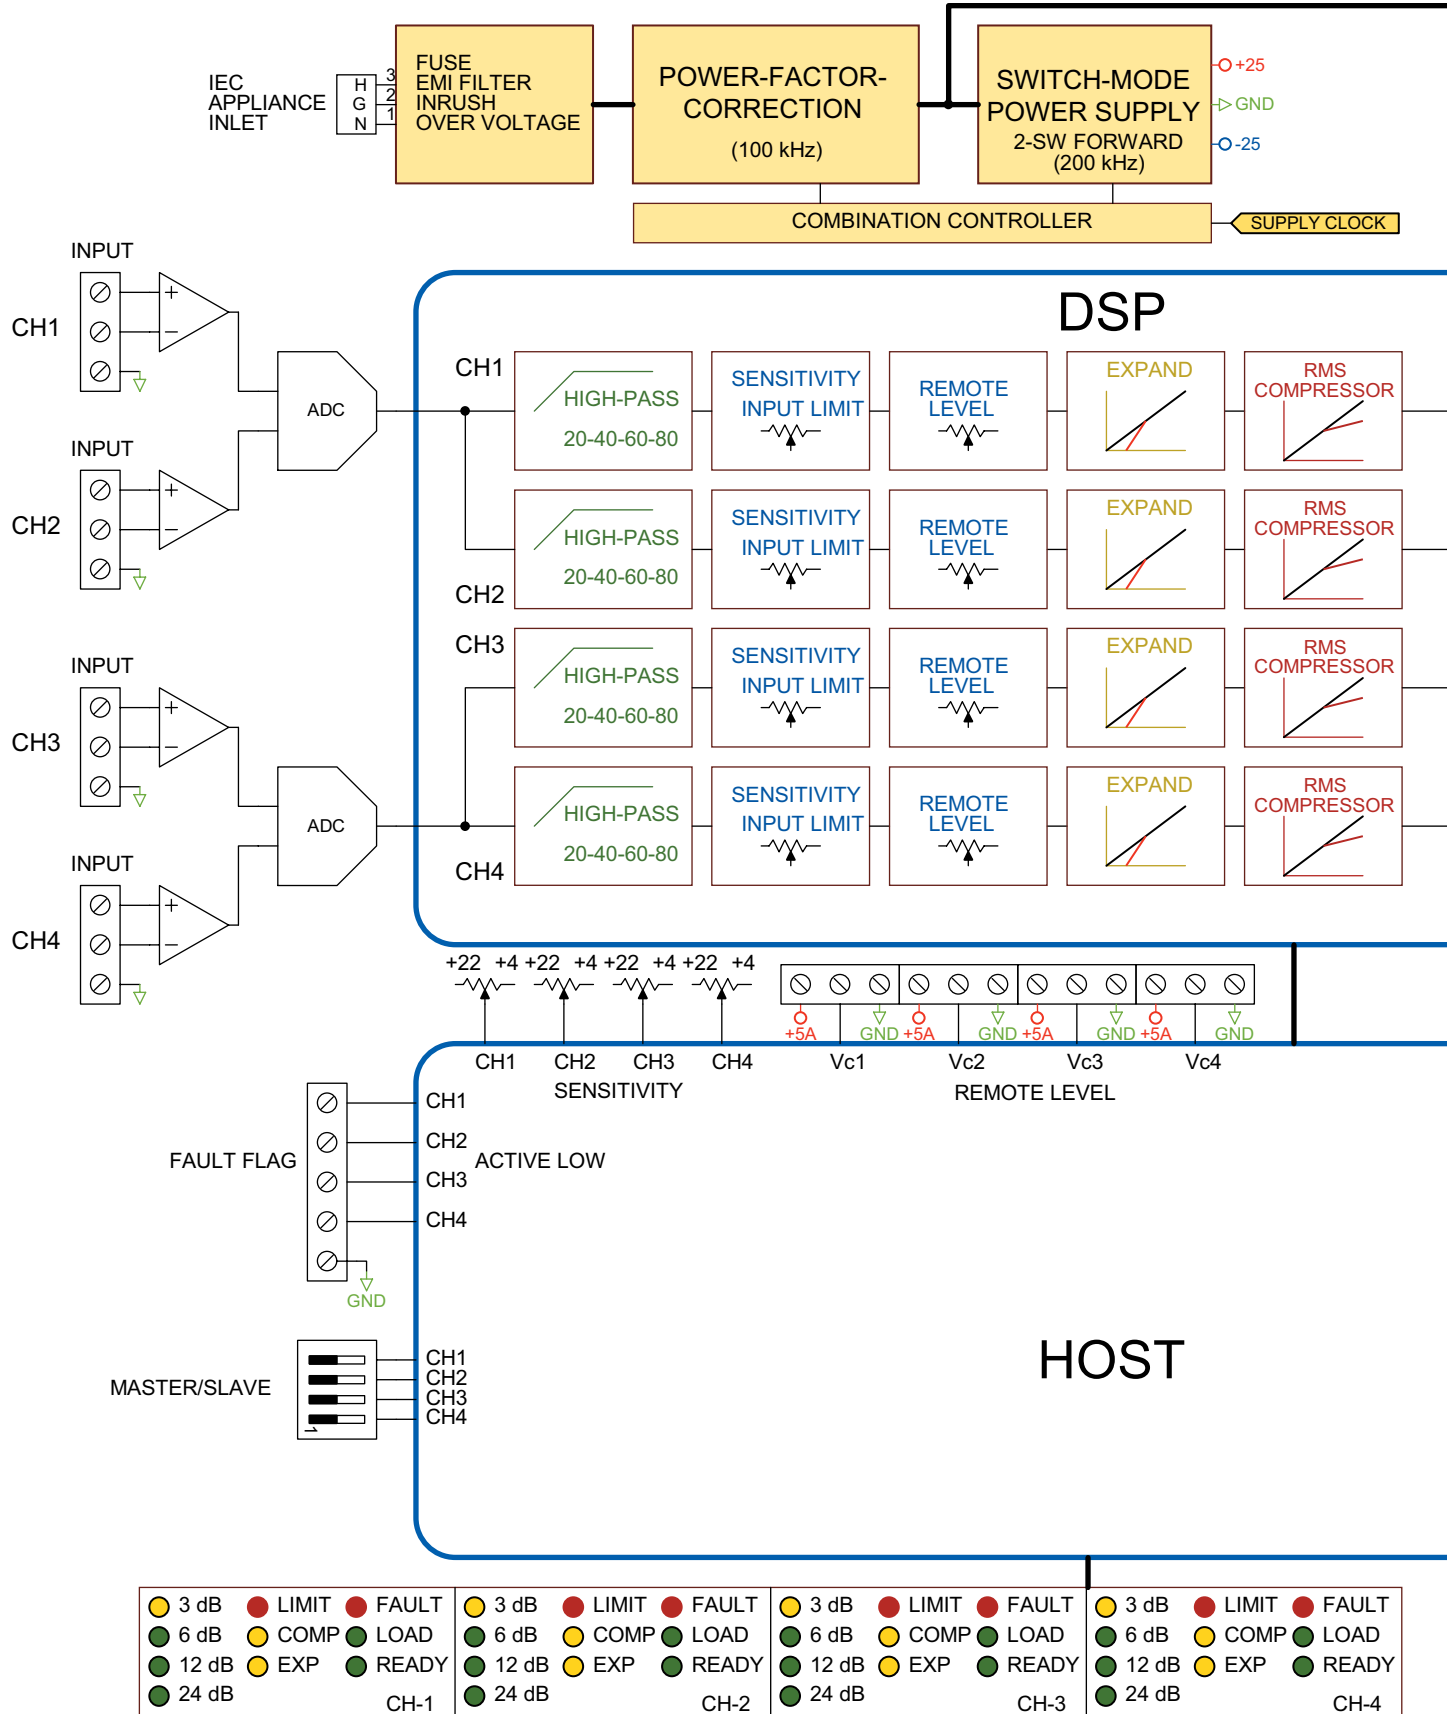 IEC
APPLIANCE
INLET
H
G
N
3
2
1
FUSE
EMI FILTER
INRUSH
OVER VOLTAGE
POWER-FACTOR-
CORRECTION
(100 kHz)
SWITCH-MODE
POWER SUPPLY
2-SW FORWARD
(200 kHz)
+25
GND
-25
COMBINATION CONTROLLER
SUPPLY CLOCK
DSP
INPUT
CH1
+
−
INPUT
CH2
+
−
ADC
INPUT
CH3
+
−
INPUT
CH4
+
−
ADC
CH1
HIGH-PASS
20-40-60-80
SENSITIVITY
INPUT LIMIT
REMOTE
LEVEL
EXPAND
RMS
COMPRESSOR
CH2
HIGH-PASS
20-40-60-80
SENSITIVITY
INPUT LIMIT
REMOTE
LEVEL
EXPAND
RMS
COMPRESSOR
CH3
HIGH-PASS
20-40-60-80
SENSITIVITY
INPUT LIMIT
REMOTE
LEVEL
EXPAND
RMS
COMPRESSOR
CH4
HIGH-PASS
20-40-60-80
SENSITIVITY
INPUT LIMIT
REMOTE
LEVEL
EXPAND
RMS
COMPRESSOR
+22 +4 +22 +4 +22 +4 +22 +4
+5A GND +5A GND +5A GND +5A GND
CH1 CH2 CH3 CH4
SENSITIVITY
Vc1 Vc2 Vc3 Vc4
REMOTE LEVEL
FAULT FLAG
CH1
CH2
CH3
CH4
ACTIVE LOW
GND
MASTER/SLAVE
1
CH1
CH2
CH3
CH4
HOST
3 dB LIMIT FAULT
6 dB COMP LOAD
12 dB EXP READY
24 dB
CH-1
3 dB LIMIT FAULT
6 dB COMP LOAD
12 dB EXP READY
24 dB
CH-2
3 dB LIMIT FAULT
6 dB COMP LOAD
12 dB EXP READY
24 dB
CH-3
3 dB LIMIT FAULT
6 dB COMP LOAD
12 dB EXP READY
24 dB
CH-4